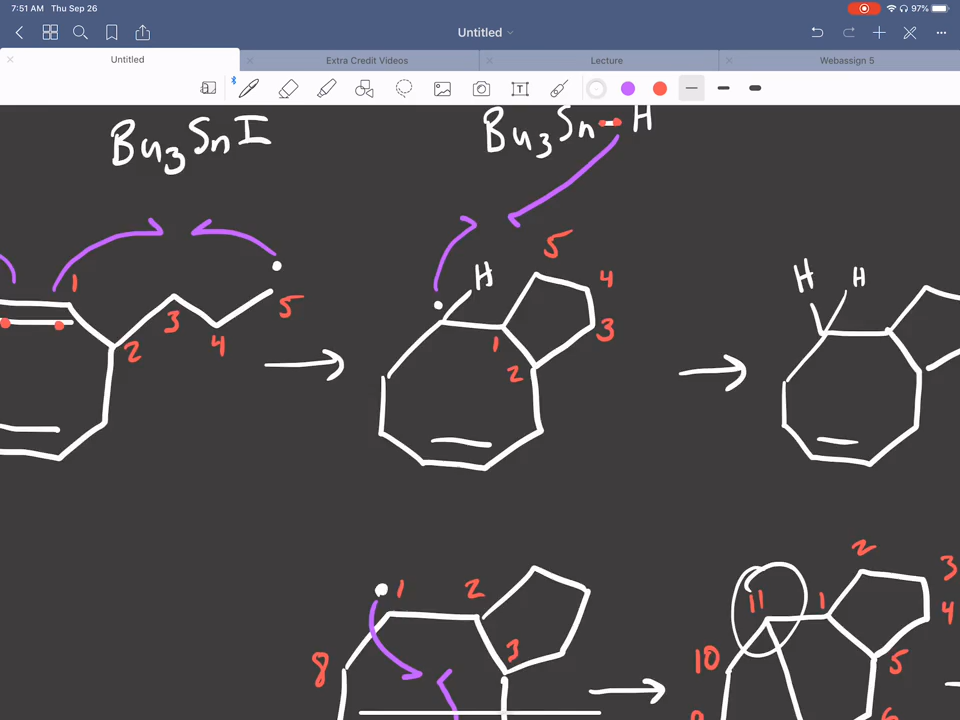 7:51 AM Thu Sep 26
97%
Untitled
Untitled
Extra Credit Videos
Lecture
Webassign 5
T
Bu3SnI
Bu3Sn H
1
2
3
4
5
H
1
2
3
4
5
H H
1
2
3
8
11
1
2
3
4
5
10